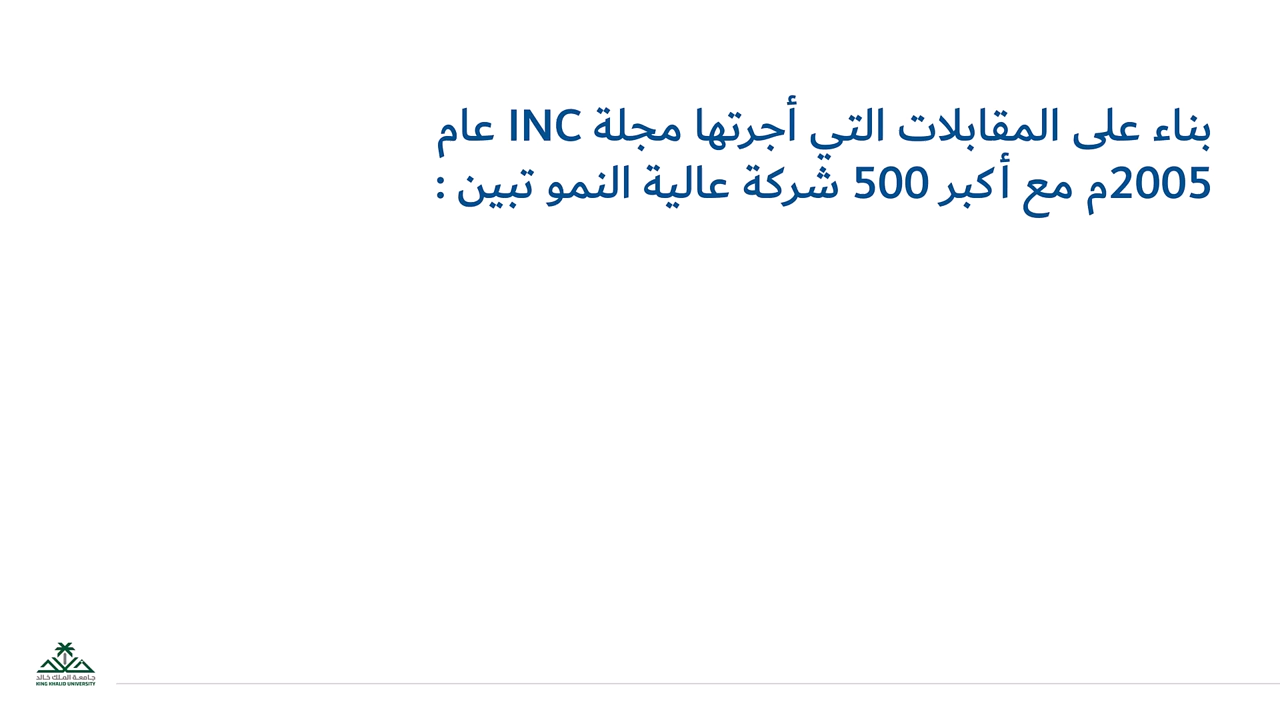 بناء على المقابلات التي أجرتها مجلة INC عام
2005م مع أكبر 500 شركة عالية النمو تبين :
جامعة الملك خالد
KING KHALID UNIVERSITY